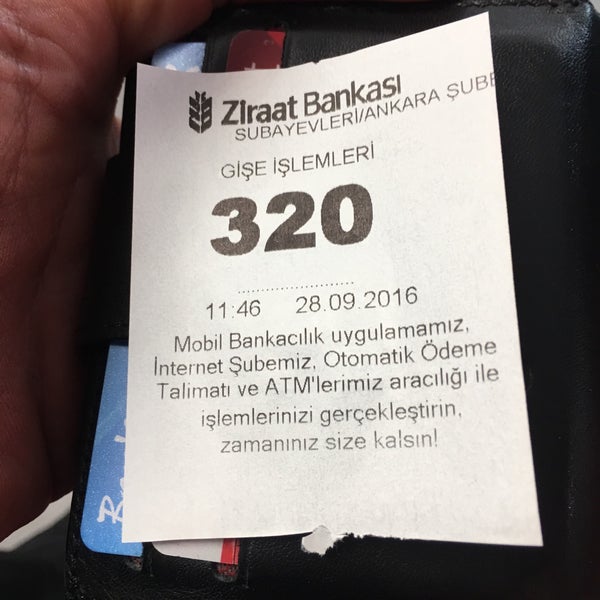 Ziraat Bankası
SUBAYEVLERİ/ANKARA ŞUBE
GİŞE İŞLEMLERİ
320
11:46 28.09.2016
Mobil Bankacılık uygulamamız,
İnternet Şubemiz, Otomatik Ödeme
Talimatı ve ATM'lerimiz aracılığı ile
işlemlerinizi gerçekleştirin,
zamanınız size kalsın!